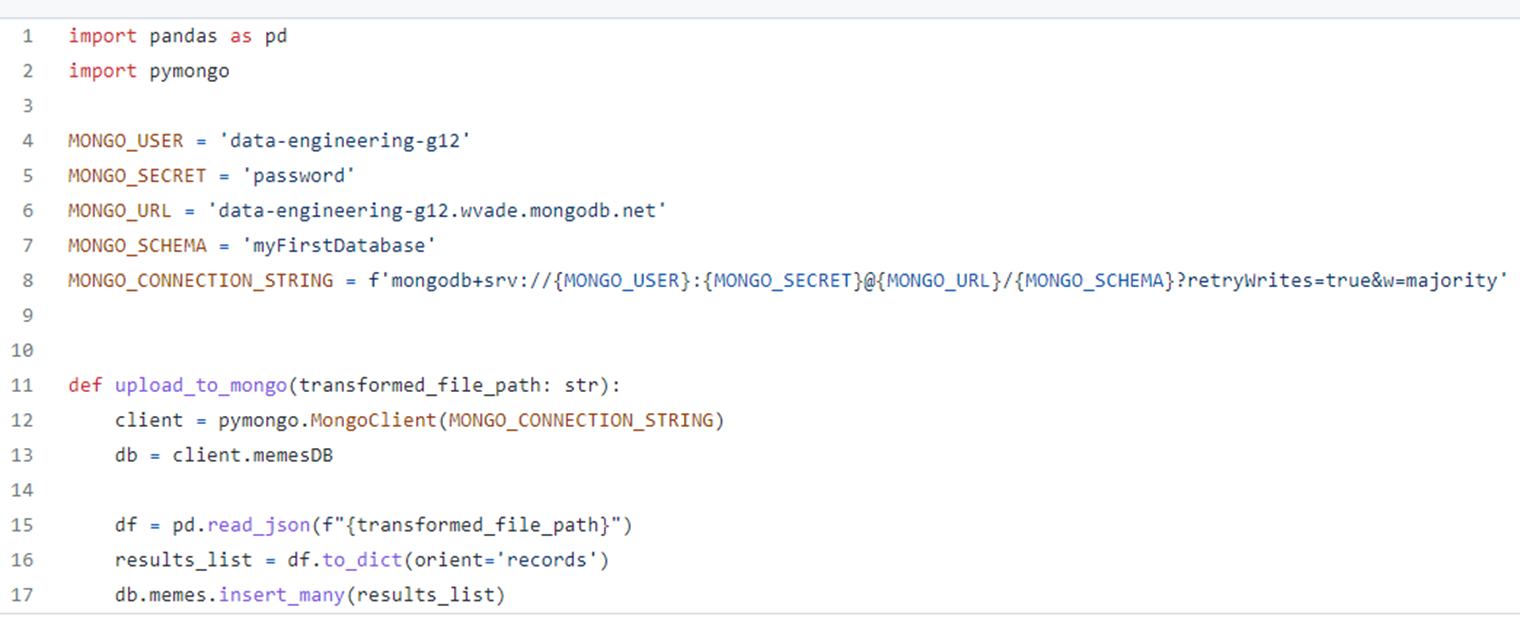 1 import pandas as pd
2 import pymongo
3
4 MONGO_USER = 'data-engineering-g12'
5 MONGO_SECRET = 'password'
6 MONGO_URL = 'data-engineering-g12.wvade.mongodb.net'
7 MONGO_SCHEMA = 'myFirstDatabase'
8 MONGO_CONNECTION_STRING = f'mongodb+srv://{MONGO_USER}:{MONGO_SECRET}@{MONGO_URL}/{MONGO_SCHEMA}?retryWrites=true&w=majority'
9
10
11 def upload_to_mongo(transformed_file_path: str):
12     client = pymongo.MongoClient(MONGO_CONNECTION_STRING)
13     db = client.memesDB
14
15     df = pd.read_json(f"{transformed_file_path}")
16     results_list = df.to_dict(orient='records')
17     db.memes.insert_many(results_list)